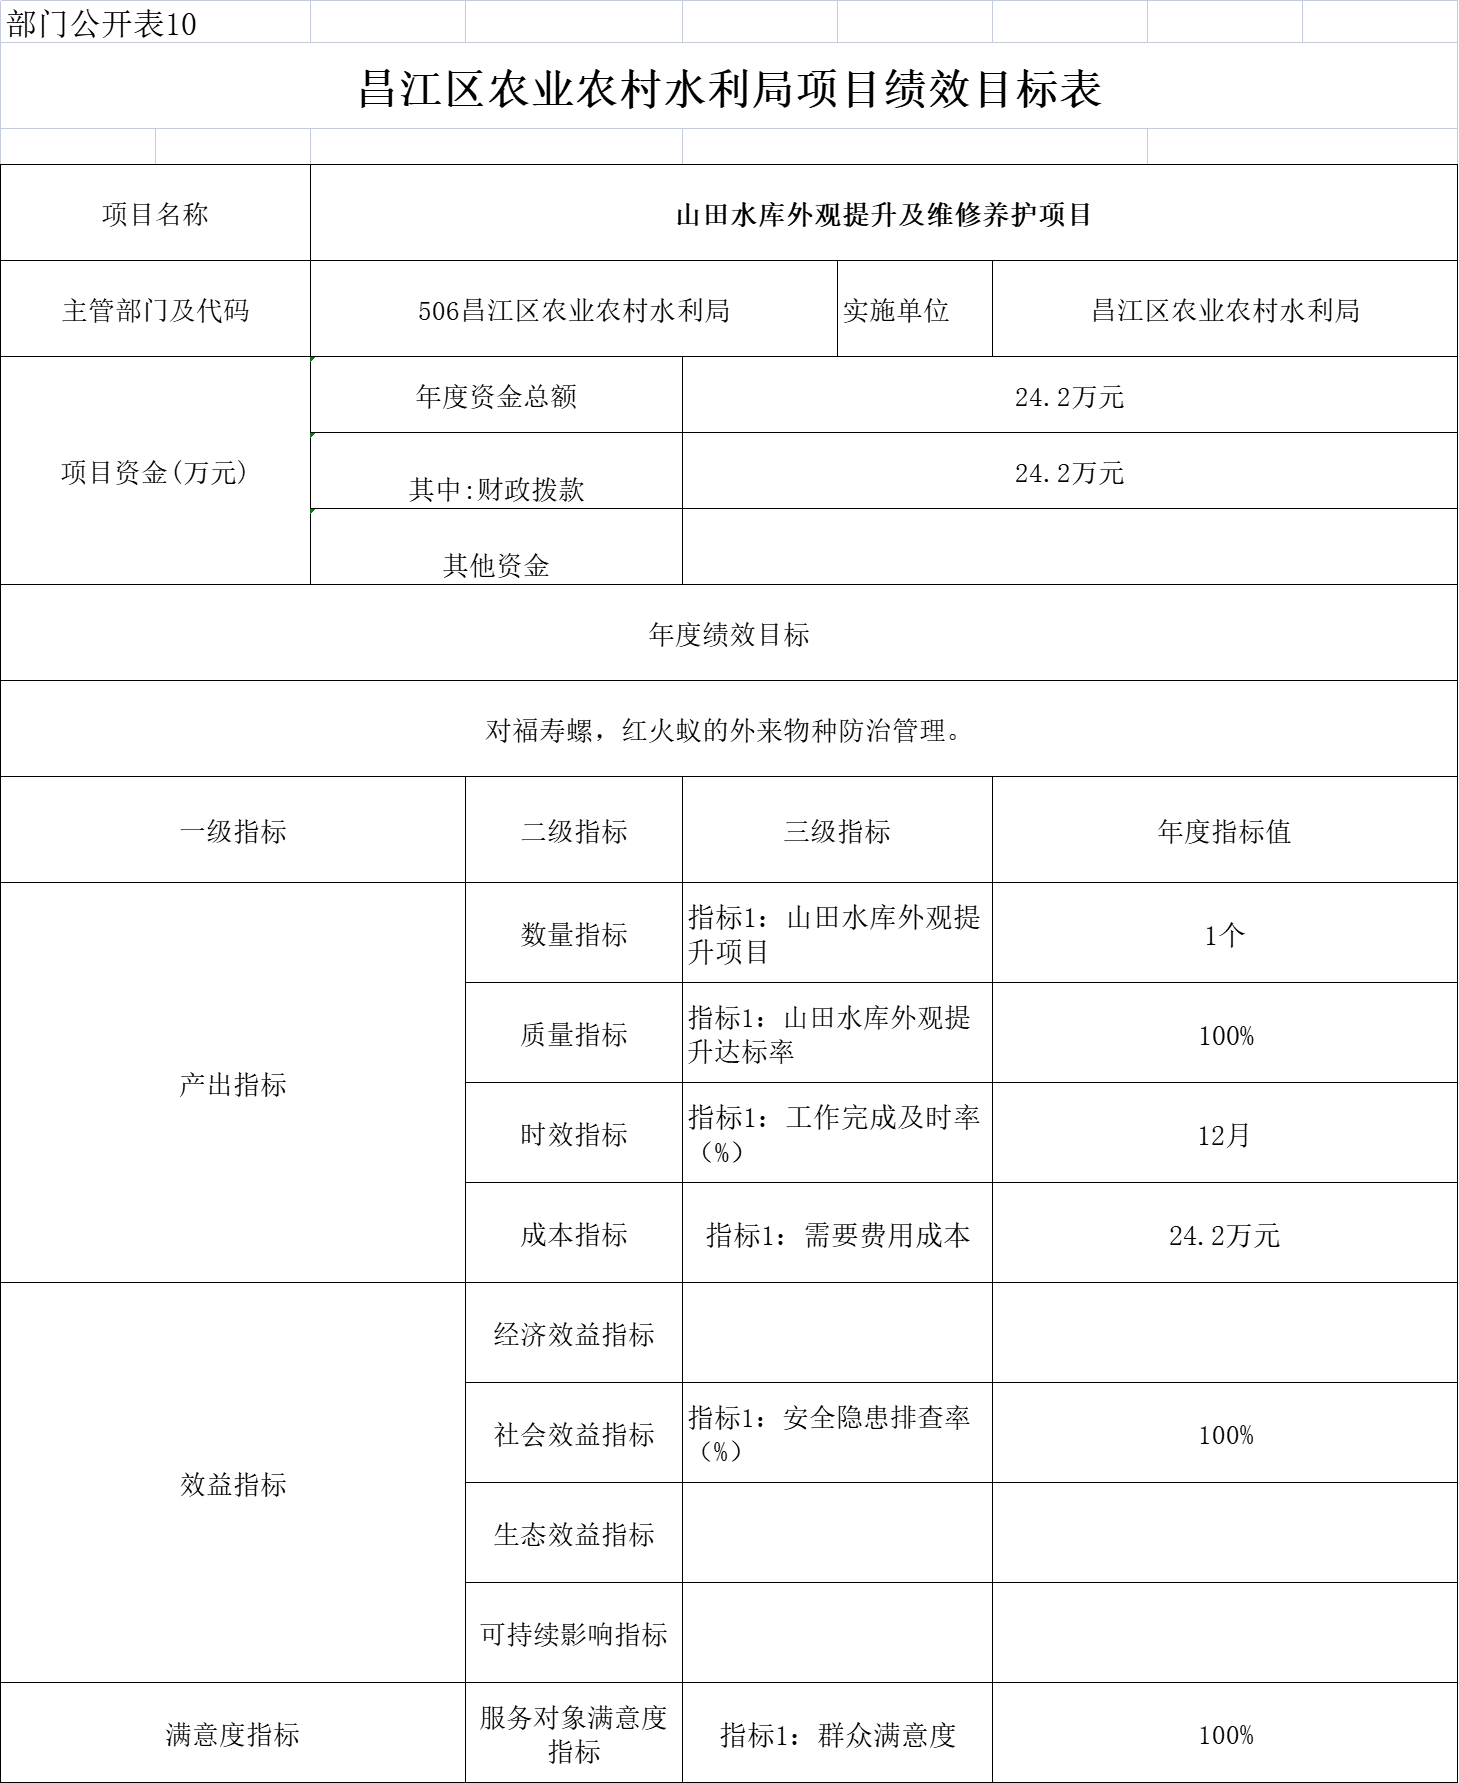 部门公开表10
昌江区农业农村水利局项目绩效目标表
项目名称
山田水库外观提升及维修养护项目
主管部门及代码
506昌江区农业农村水利局
实施单位
昌江区农业农村水利局
项目资金(万元)
年度资金总额
24.2万元
其中:财政拨款
24.2万元
其他资金
年度绩效目标
对福寿螺，红火蚁的外来物种防治管理。
一级指标
二级指标
三级指标
年度指标值
产出指标
数量指标
指标1：山田水库外观提
升项目
1个
质量指标
指标1：山田水库外观提
升达标率
100%
时效指标
指标1：工作完成及时率
（%）
12月
成本指标
指标1：需要费用成本
24.2万元
效益指标
经济效益指标
社会效益指标
指标1：安全隐患排查率
（%）
100%
生态效益指标
可持续影响指标
满意度指标
服务对象满意度
指标
指标1：群众满意度
100%